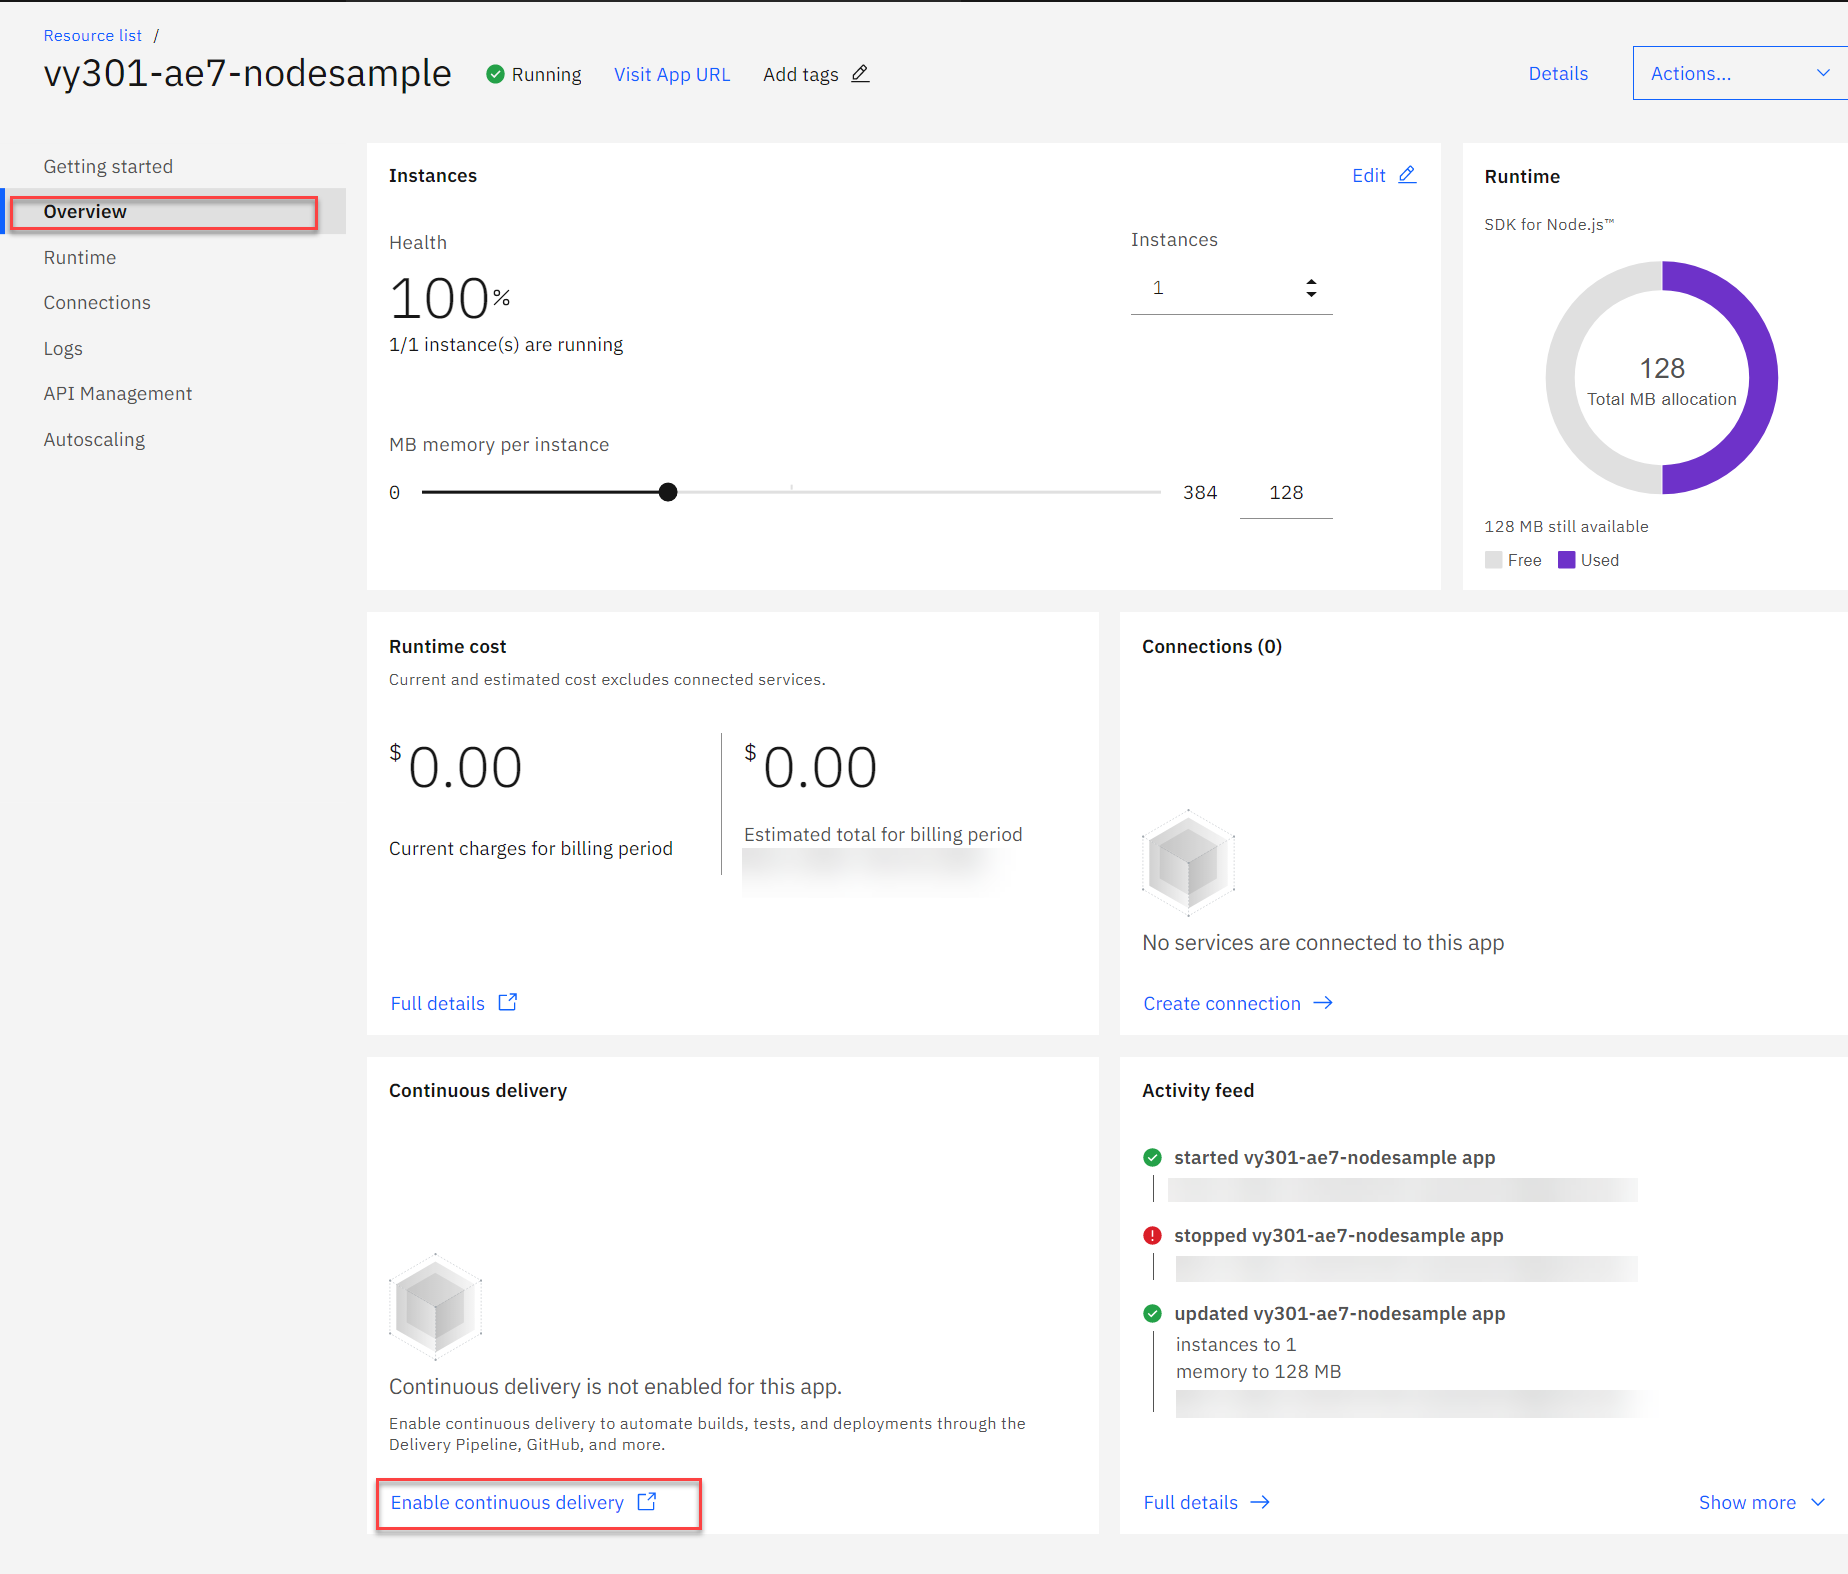 Resource list /
vy301-ae7-nodesample
Running
Visit App URL
Add tags
Details
Actions...
Getting started
Overview
Runtime
Connections
Logs
API Management
Autoscaling
Instances
Edit
Health
100%
1/1 instance(s) are running
Instances
1
MB memory per instance
0
384
128
Runtime
SDK for Node.js™
128
Total MB allocation
128 MB still available
Free
Used
Runtime cost
Current and estimated cost excludes connected services.
$0.00
Current charges for billing period
$0.00
Estimated total for billing period
Full details
Connections (0)
No services are connected to this app
Create connection
Continuous delivery
Continuous delivery is not enabled for this app.
Enable continuous delivery to automate builds, tests, and deployments through the
Delivery Pipeline, GitHub, and more.
Enable continuous delivery
Activity feed
started vy301-ae7-nodesample app
stopped vy301-ae7-nodesample app
updated vy301-ae7-nodesample app
instances to 1
memory to 128 MB
Full details
Show more